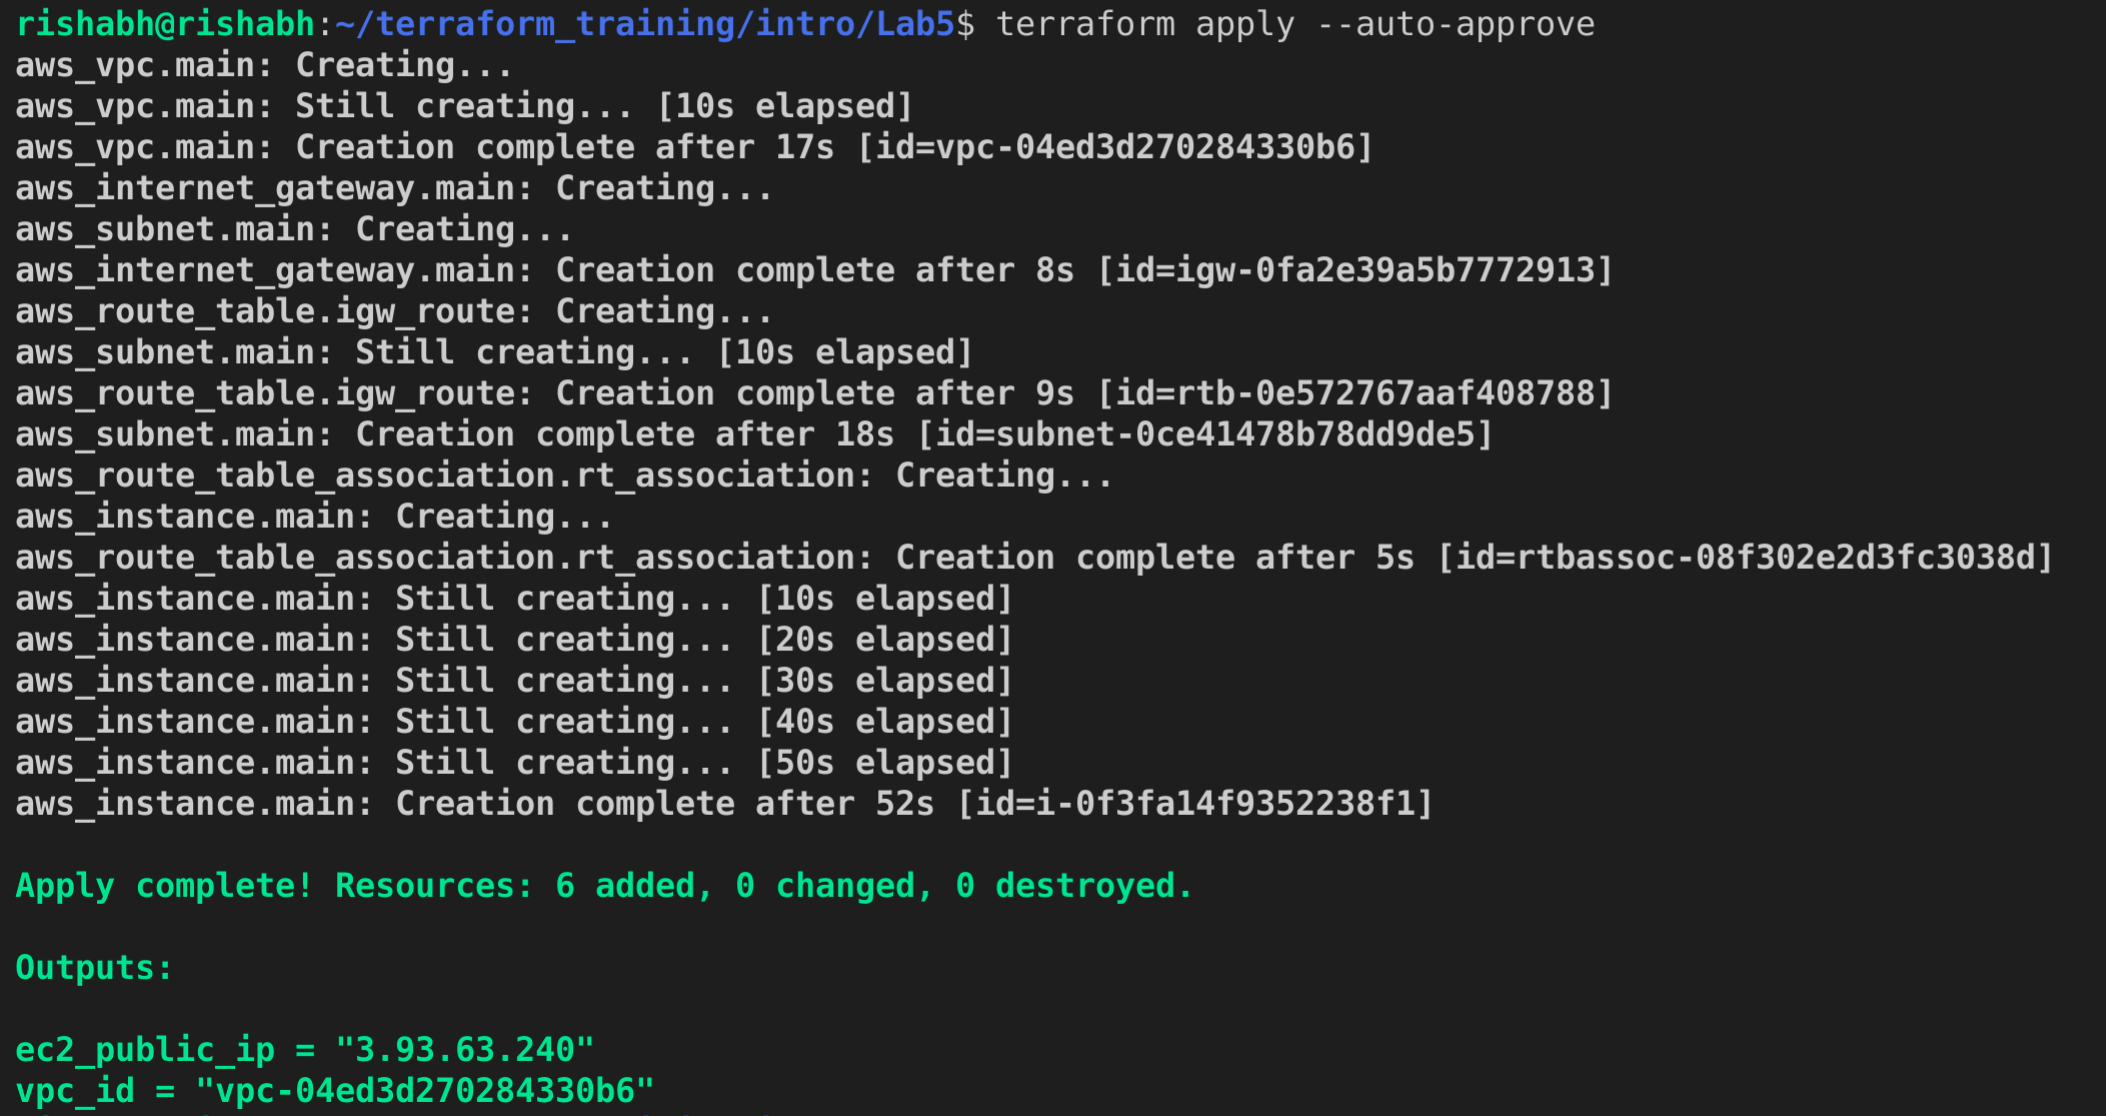 rishabh@rishabh:~/terraform_training/intro/Lab5$ terraform apply --auto-approve
aws_vpc.main: Creating...
aws_vpc.main: Still creating... [10s elapsed]
aws_vpc.main: Creation complete after 17s [id=vpc-04ed3d270284330b6]
aws_internet_gateway.main: Creating...
aws_subnet.main: Creating...
aws_internet_gateway.main: Creation complete after 8s [id=igw-0fa2e39a5b7772913]
aws_route_table.igw_route: Creating...
aws_subnet.main: Still creating... [10s elapsed]
aws_route_table.igw_route: Creation complete after 9s [id=rtb-0e572767aaf408788]
aws_subnet.main: Creation complete after 18s [id=subnet-0ce41478b78dd9de5]
aws_route_table_association.rt_association: Creating...
aws_instance.main: Creating...
aws_route_table_association.rt_association: Creation complete after 5s [id=rtbassoc-08f302e2d3fc3038d]
aws_instance.main: Still creating... [10s elapsed]
aws_instance.main: Still creating... [20s elapsed]
aws_instance.main: Still creating... [30s elapsed]
aws_instance.main: Still creating... [40s elapsed]
aws_instance.main: Still creating... [50s elapsed]
aws_instance.main: Creation complete after 52s [id=i-0f3fa14f9352238f1]
Apply complete! Resources: 6 added, 0 changed, 0 destroyed.
Outputs:
ec2_public_ip = "3.93.63.240"
vpc_id = "vpc-04ed3d270284330b6"